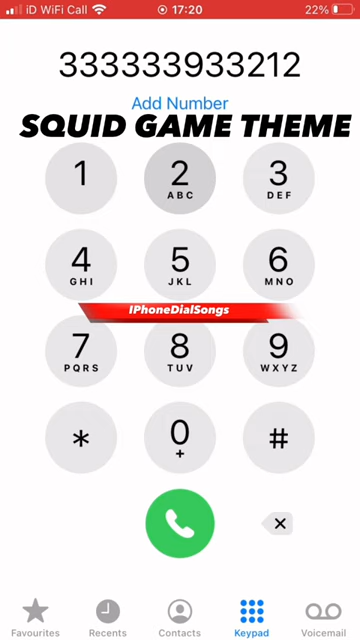 iD WiFi Call 17:20 22%
333333933212
Add Number
SQUID GAME THEME
1 2 3
ABC DEF
4 5 6
GHI JKL MNO
IPhoneDialSongs
7 8 9
PQRS TUV WXYZ
* 0 #
+
Favourites Recents Contacts Keypad Voicemail